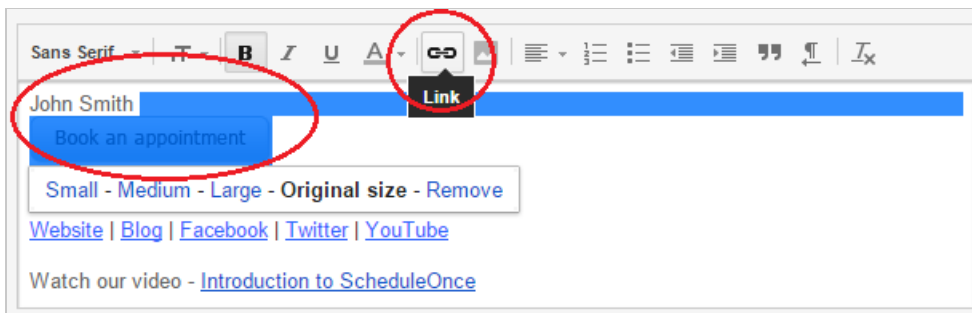 Sans Serif T B I U A
Link
John Smith
Book an appointment
Small - Medium - Large - Original size - Remove
Website | Blog | Facebook | Twitter | YouTube
Watch our video - Introduction to ScheduleOnce